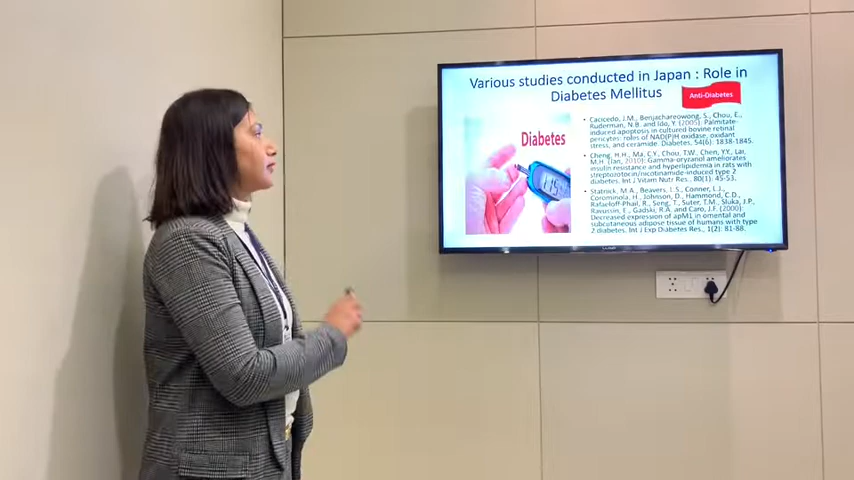 Various studies conducted in Japan : Role in
Diabetes Mellitus
Anti-Diabetes
Diabetes
115
• Cacicedo, J.M., Benjachareowong, S., Chou, E.,
Ruderman, N.B. and Ido, Y. (2005). Palmitate-
induced apoptosis in cultured bovine retinal
pericytes: roles of NAD(P)H oxidase, oxidant
stress, and ceramide. Diabetes, 54(6): 1838-1845.
• Cheng, H.H., Ma, C.Y., Chou, T.W., Chen, Y.Y., Lai,
M.H. (Jan, 2010): Gamma-oryzanol ameliorates
insulin resistance and hyperlipidemia in rats with
streptozotocin/nicotinamide-induced type 2
diabetes. Int J Vitam Nutr Res., 80(1): 45-53.
• Statnick, M.A., Beavers, L.S., Conner, L.J.,
Corominola, H., Johnson, D., Hammond, C.D.,
Rafaeloff-Phail, R., Seng, T., Suter, T.M., Sluka, J.P.,
Ravussin, E., Gadski, R.A. and Caro, J.F. (2000):
Decreased expression of apM1 in omental and
subcutaneous adipose tissue of humans with type
2 diabetes. Int J Exp Diabetes Res., 1(2): 81-88.